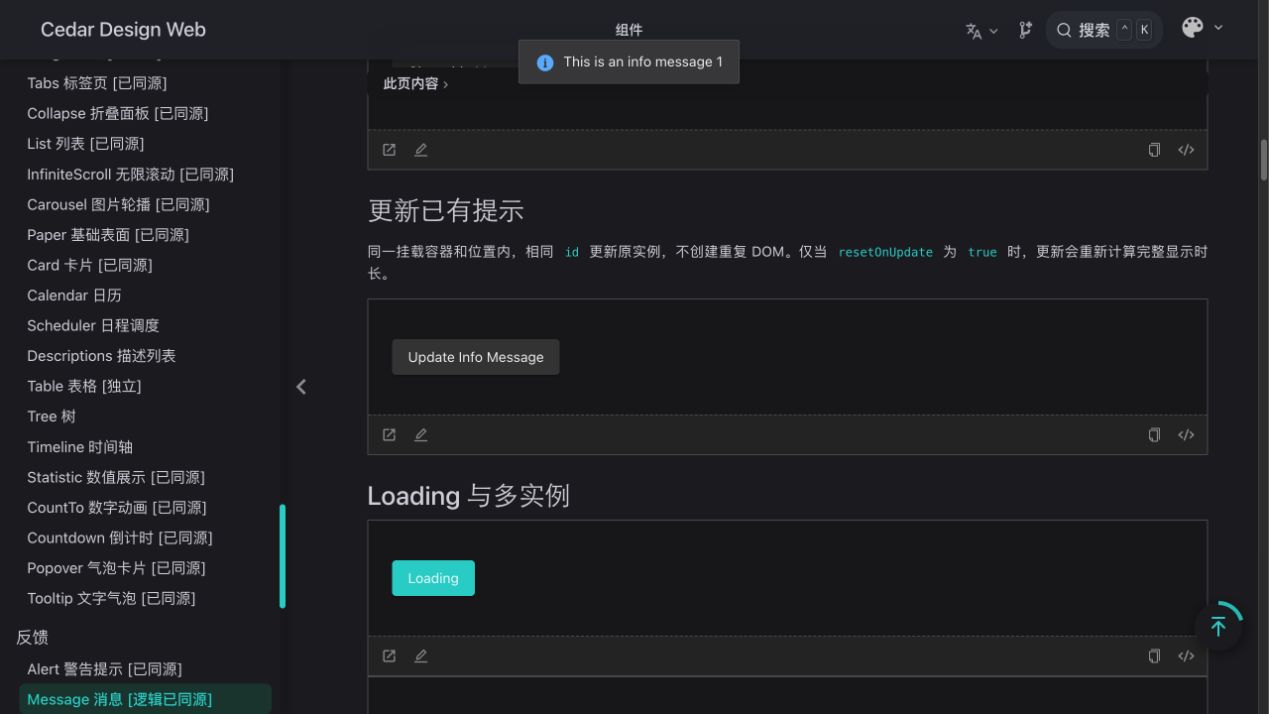 Cedar Design Web
组件
搜索
^
K
This is an info message 1
Tabs 标签页 [已同源]
Collapse 折叠面板 [已同源]
List 列表 [已同源]
InfiniteScroll 无限滚动 [已同源]
Carousel 图片轮播 [已同源]
Paper 基础表面 [已同源]
Card 卡片 [已同源]
Calendar 日历
Scheduler 日程调度
Descriptions 描述列表
Table 表格 [独立]
Tree 树
Timeline 时间轴
Statistic 数值展示 [已同源]
CountTo 数字动画 [已同源]
Countdown 倒计时 [已同源]
Popover 气泡卡片 [已同源]
Tooltip 文字气泡 [已同源]
反馈
Alert 警告提示 [已同源]
Message 消息 [逻辑已同源]
此页内容 ›
更新已有提示
同一挂载容器和位置内，相同 id 更新原实例，不创建重复 DOM。仅当 resetOnUpdate 为 true 时，更新会重新计算完整显示时
长。
Update Info Message
Loading 与多实例
Loading